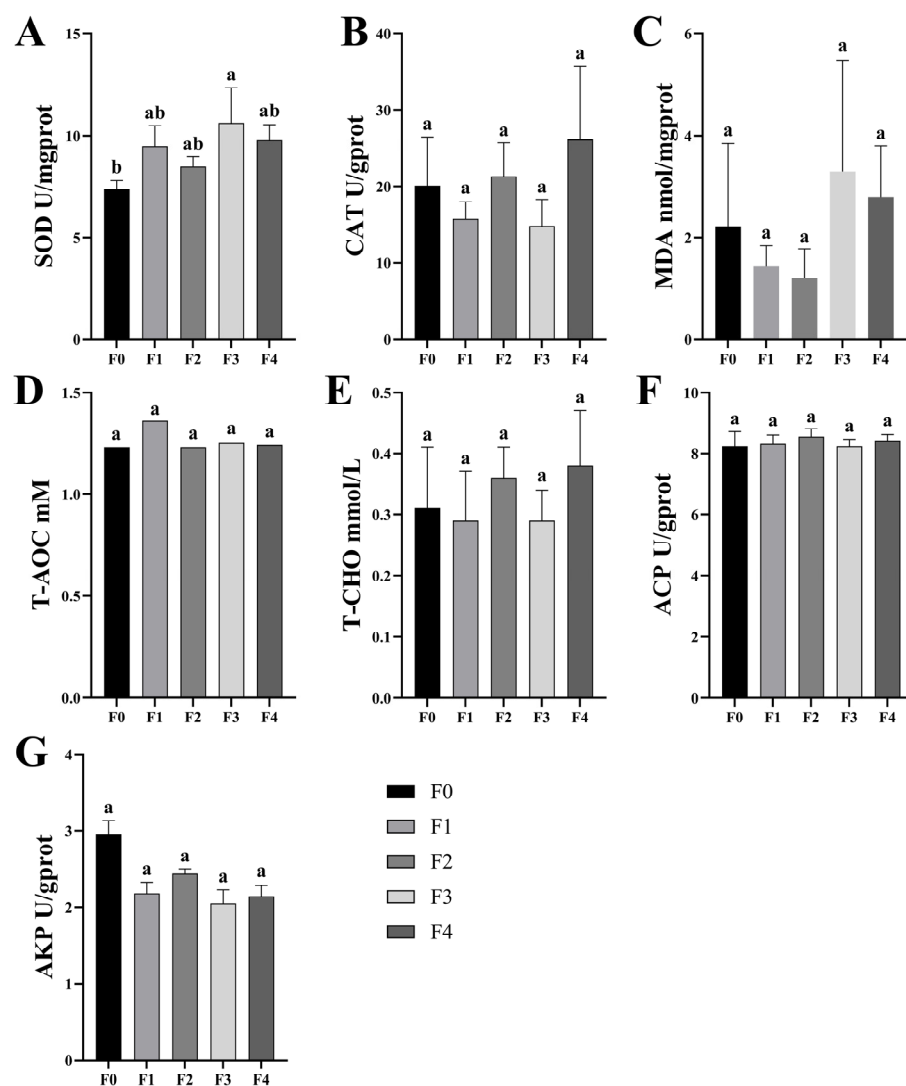 A
SOD U/mgprot
15
10
5
0
b
ab
ab
a
ab
F0
F1
F2
F3
F4
B
CAT U/gprot
40
30
20
10
0
a
a
a
a
a
F0
F1
F2
F3
F4
C
MDA nmol/mgprot
6
4
2
0
a
a
a
a
a
F0
F1
F2
F3
F4
D
T-AOC mM
1.5
1.0
0.5
0.0
a
a
a
a
a
F0
F1
F2
F3
F4
E
T-CHO mmol/L
0.5
0.4
0.3
0.2
0.1
0.0
a
a
a
a
a
F0
F1
F2
F3
F4
F
ACP U/gprot
10
8
6
4
2
0
a
a
a
a
a
F0
F1
F2
F3
F4
G
AKP U/gprot
4
3
2
1
0
a
a
a
a
a
F0
F1
F2
F3
F4
F0
F1
F2
F3
F4